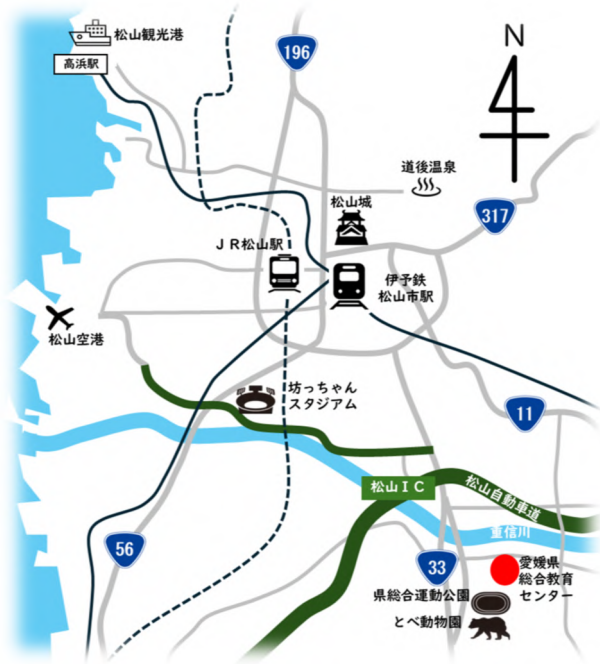 松山観光港
高浜駅
196
N
道後温泉
松山城
317
ＪＲ松山駅
伊予鉄
松山市駅
松山空港
坊っちゃん
スタジアム
11
松山ＩＣ
松山自動車道
重信川
56
33
愛媛県
総合教育
センター
県総合運動公園
とべ動物園